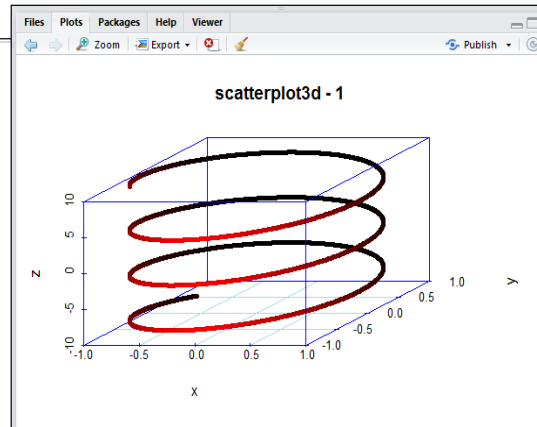 Files Plots Packages Help Viewer
Zoom Export Publish
scatterplot3d - 1
10
5
0
-5
-10
z
-1.0 -0.5 0.0 0.5 1.0
x
-1.0
-0.5
0.0
0.5
1.0
y